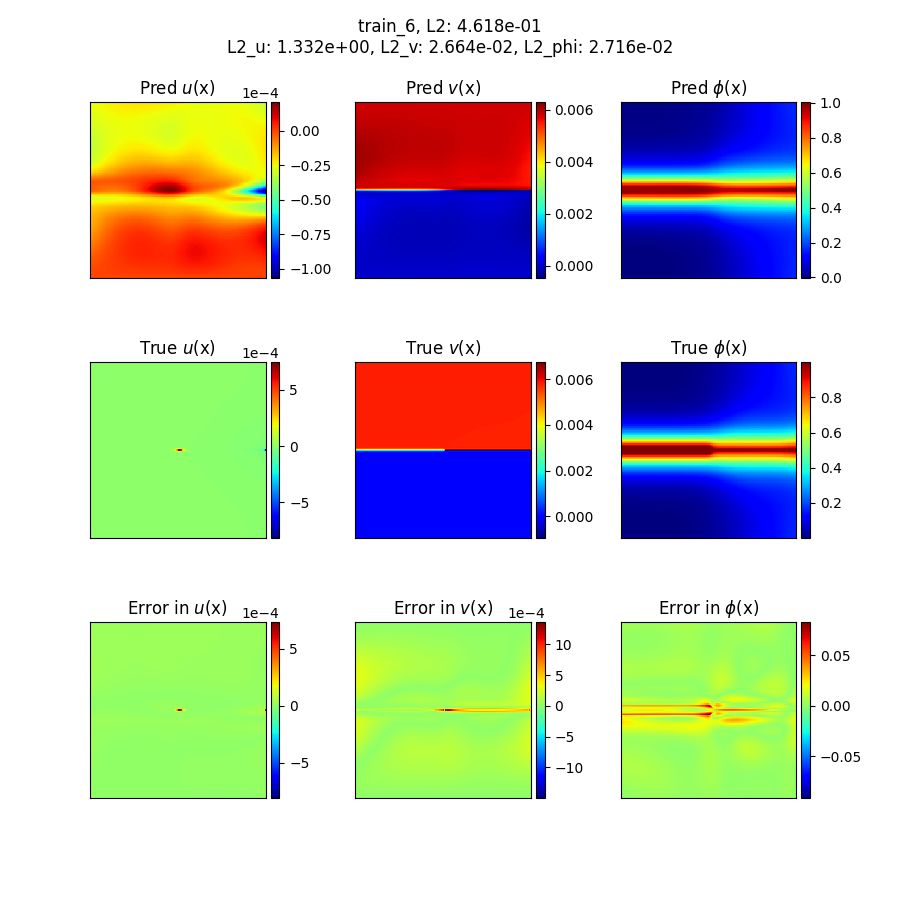 train_6, L2: 4.618e-01
L2_u: 1.332e+00, L2_v: 2.664e-02, L2_phi: 2.716e-02
Pred u(x)
1e−4
0.00
−0.25
−0.50
−0.75
−1.00
Pred v(x)
0.006
0.004
0.002
0.000
Pred ϕ(x)
1.0
0.8
0.6
0.4
0.2
0.0
True u(x)
1e−4
5
0
−5
True v(x)
0.006
0.004
0.002
0.000
True ϕ(x)
0.8
0.6
0.4
0.2
Error in u(x)
1e−4
5
0
−5
Error in v(x)
1e−4
10
5
0
−5
−10
Error in ϕ(x)
0.05
0.00
−0.05